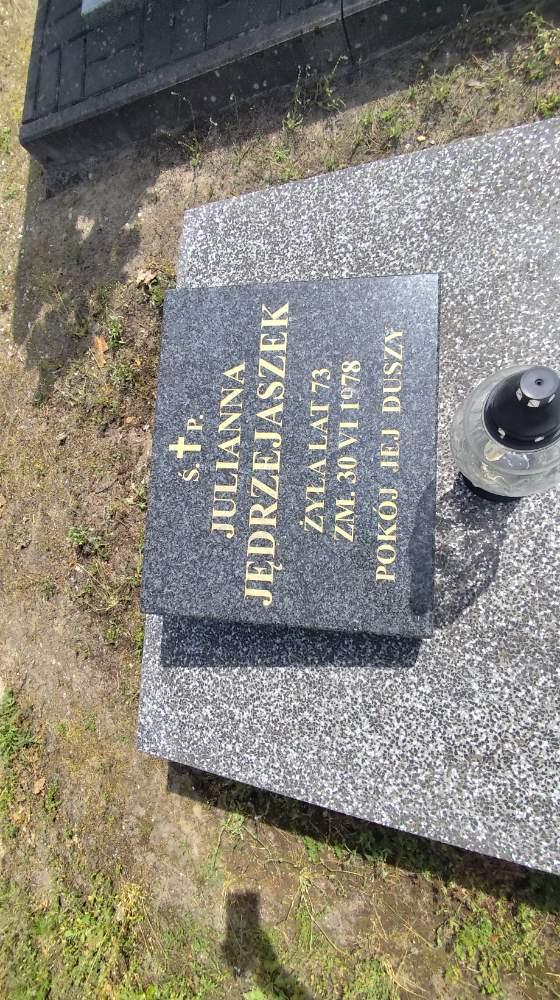 Ś. P.
JULIANNA
JĘDRZEJASZEK
ŻYŁA LAT 73
ZM. 30 VI 1978
POKÓJ JEJ DUSZY